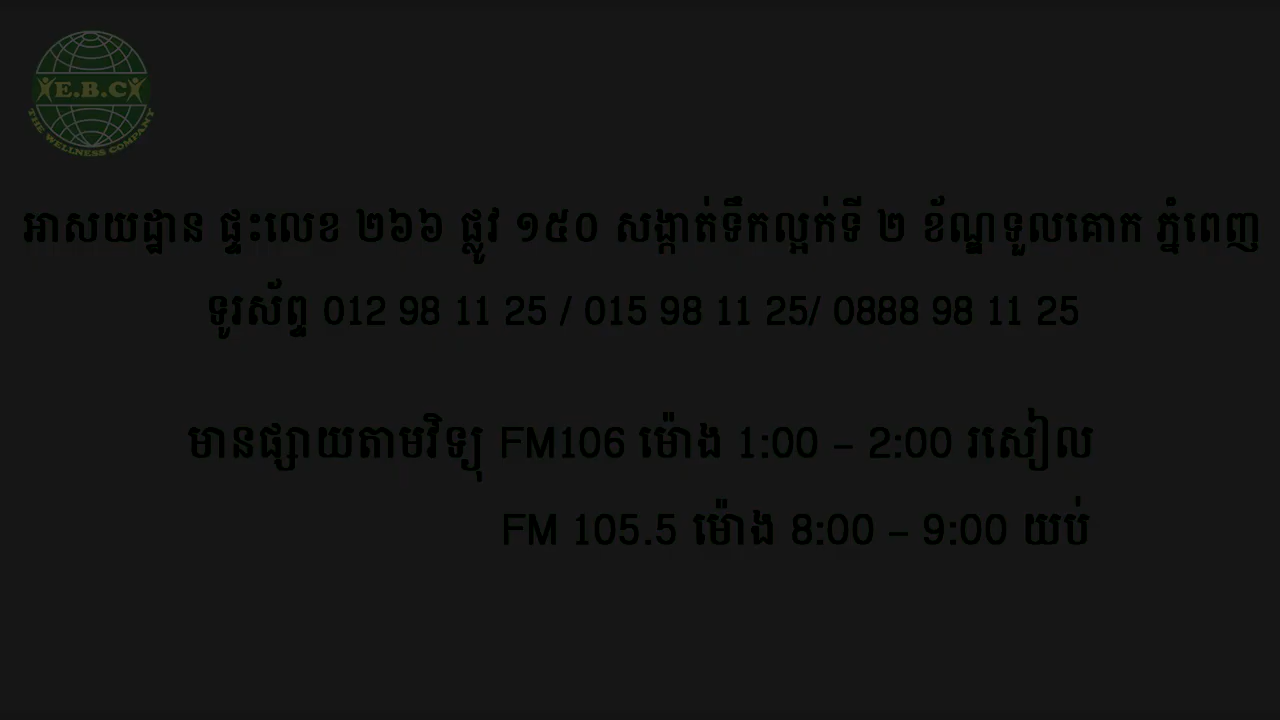 E.B.C
THE WELLNESS COMPANY
អាសយដ្ឋាន ផ្ទះលេខ ២៦៦ ផ្លូវ ១៥០ សង្កាត់ទឹកល្អក់ទី ២ ខ័ណ្ឌទួលគោក ភ្នំពេញ
ទូរស័ព្ទ 012 98 11 25 / 015 98 11 25/ 0888 98 11 25
មានផ្សាយតាមវិទ្យុ FM106 ម៉ោង 1:00 – 2:00 រសៀល
FM 105.5 ម៉ោង 8:00 – 9:00 យប់